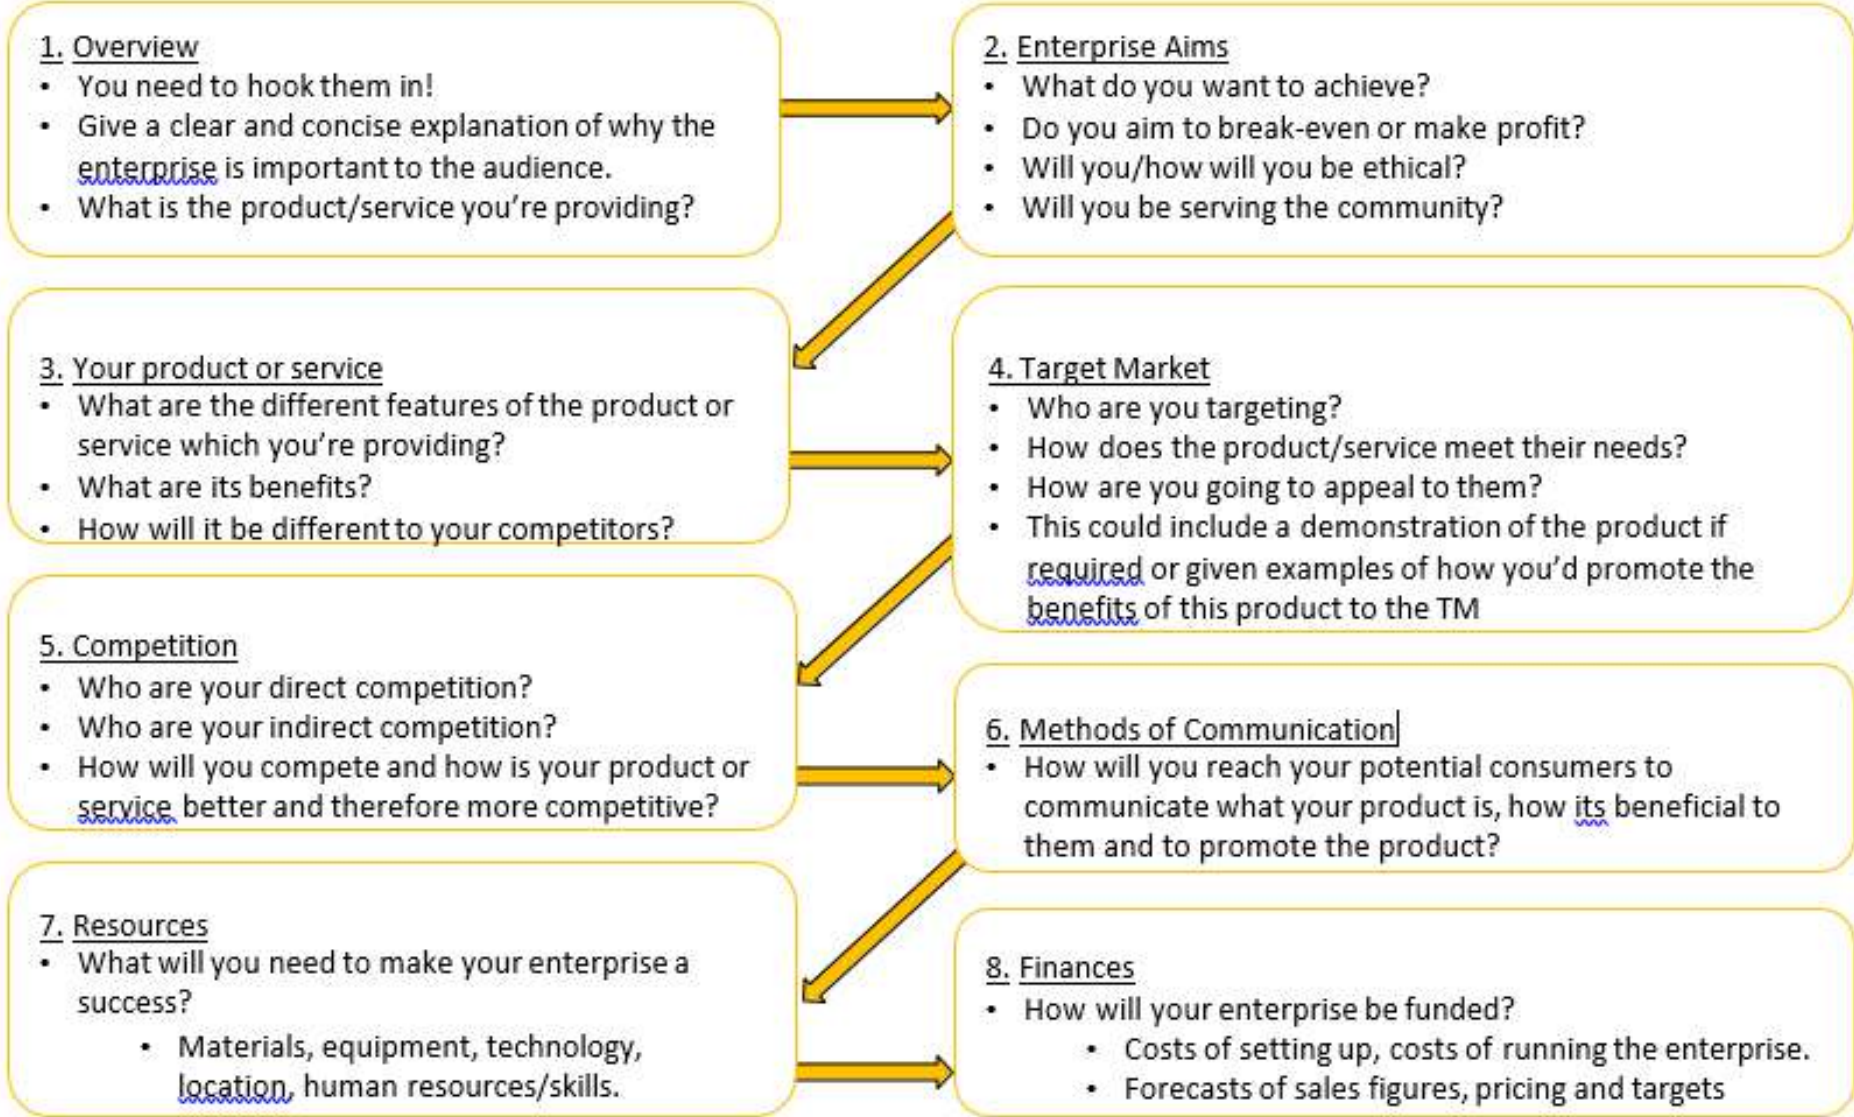 1. Overview
• You need to hook them in!
• Give a clear and concise explanation of why the
enterprise is important to the audience.
• What is the product/service you're providing?
2. Enterprise Aims
• What do you want to achieve?
• Do you aim to break-even or make profit?
• Will you/how will you be ethical?
• Will you be serving the community?
3. Your product or service
• What are the different features of the product or
service which you're providing?
• What are its benefits?
• How will it be different to your competitors?
4. Target Market
• Who are you targeting?
• How does the product/service meet their needs?
• How are you going to appeal to them?
• This could include a demonstration of the product if
required or given examples of how you'd promote the
benefits of this product to the TM
5. Competition
• Who are your direct competition?
• Who are your indirect competition?
• How will you compete and how is your product or
service better and therefore more competitive?
6. Methods of Communication
• How will you reach your potential consumers to
communicate what your product is, how its beneficial to
them and to promote the product?
7. Resources
• What will you need to make your enterprise a
success?
• Materials, equipment, technology,
location, human resources/skills.
8. Finances
• How will your enterprise be funded?
• Costs of setting up, costs of running the enterprise.
• Forecasts of sales figures, pricing and targets